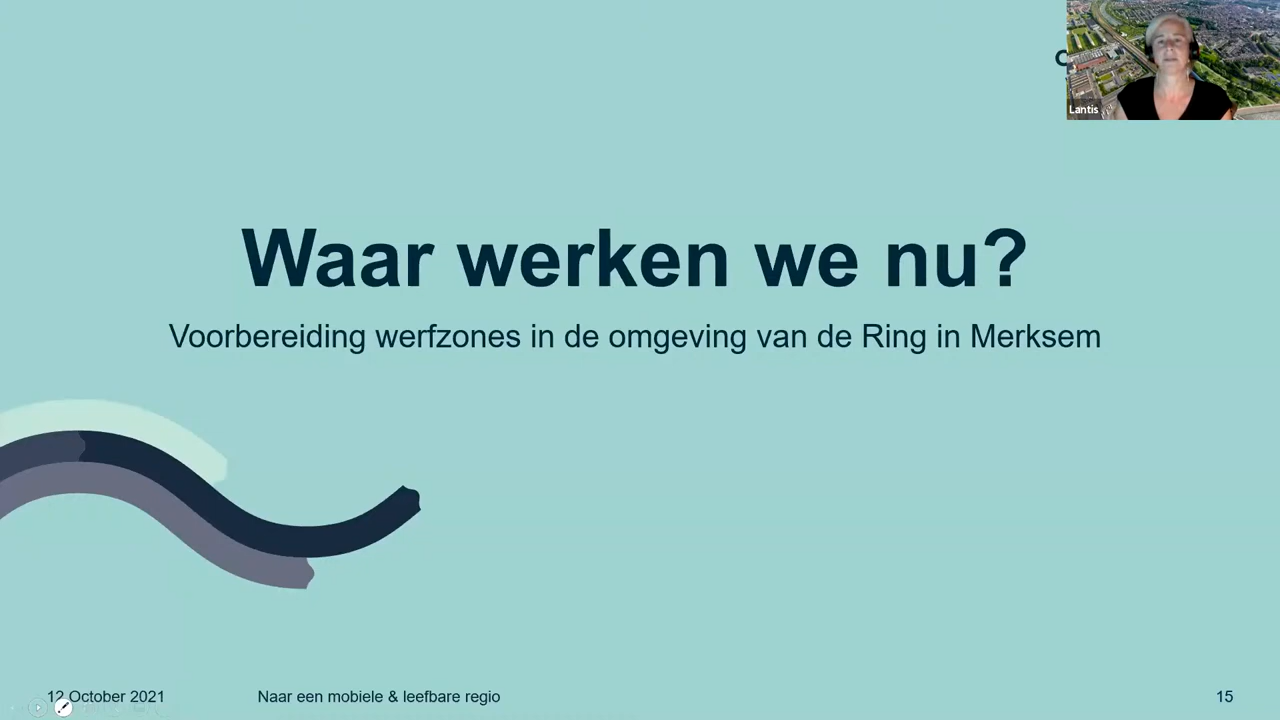 Lantis
Waar werken we nu?
Voorbereiding werfzones in de omgeving van de Ring in Merksem
12 October 2021
Naar een mobiele & leefbare regio
15